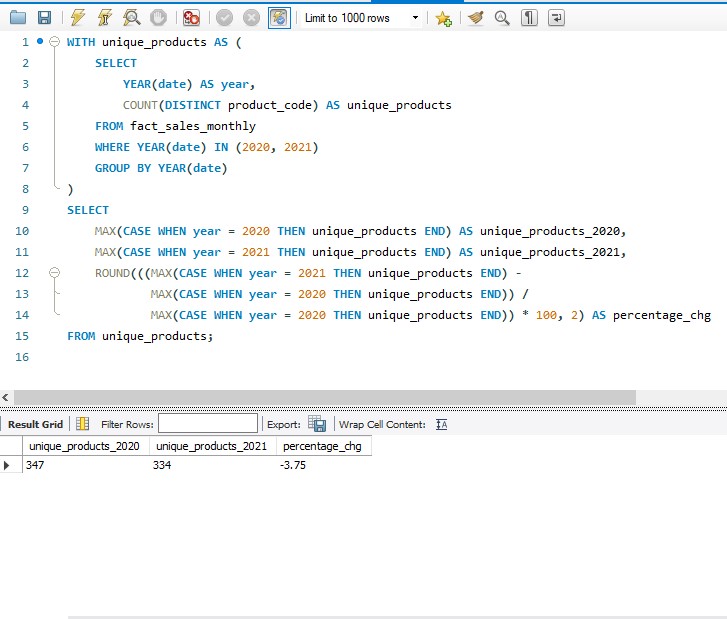 Limit to 1000 rows
1 WITH unique_products AS (
2 SELECT
3 YEAR(date) AS year,
4 COUNT(DISTINCT product_code) AS unique_products
5 FROM fact_sales_monthly
6 WHERE YEAR(date) IN (2020, 2021)
7 GROUP BY YEAR(date)
8 )
9 SELECT
10 MAX(CASE WHEN year = 2020 THEN unique_products END) AS unique_products_2020,
11 MAX(CASE WHEN year = 2021 THEN unique_products END) AS unique_products_2021,
12 ROUND(((MAX(CASE WHEN year = 2021 THEN unique_products END) -
13 MAX(CASE WHEN year = 2020 THEN unique_products END)) /
14 MAX(CASE WHEN year = 2020 THEN unique_products END)) * 100, 2) AS percentage_chg
15 FROM unique_products;
16
Result Grid Filter Rows: Export: Wrap Cell Content:
unique_products_2020 unique_products_2021 percentage_chg
347 334 -3.75